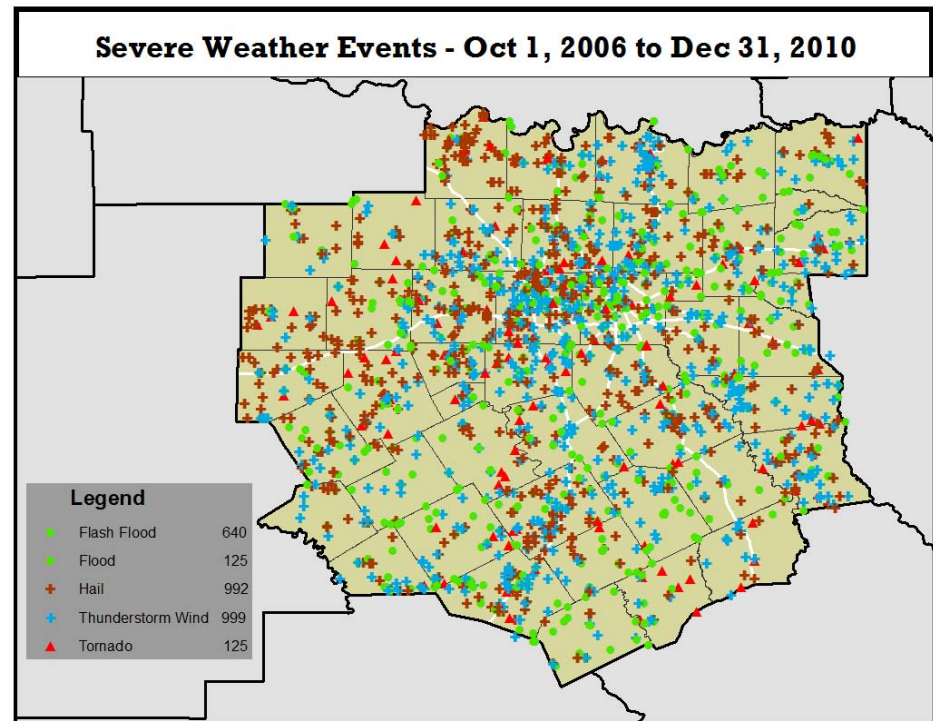 Severe Weather Events - Oct 1, 2006 to Dec 31, 2010
Legend
Flash Flood 640
Flood 125
Hail 992
Thunderstorm Wind 999
Tornado 125